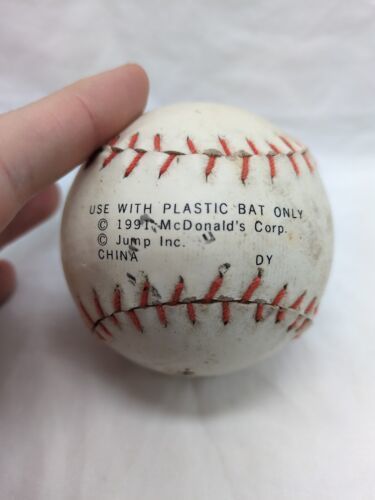 USE WITH PLASTIC BAT ONLY
© 1991 McDonald's Corp.
© Jump Inc.
CHINA DY